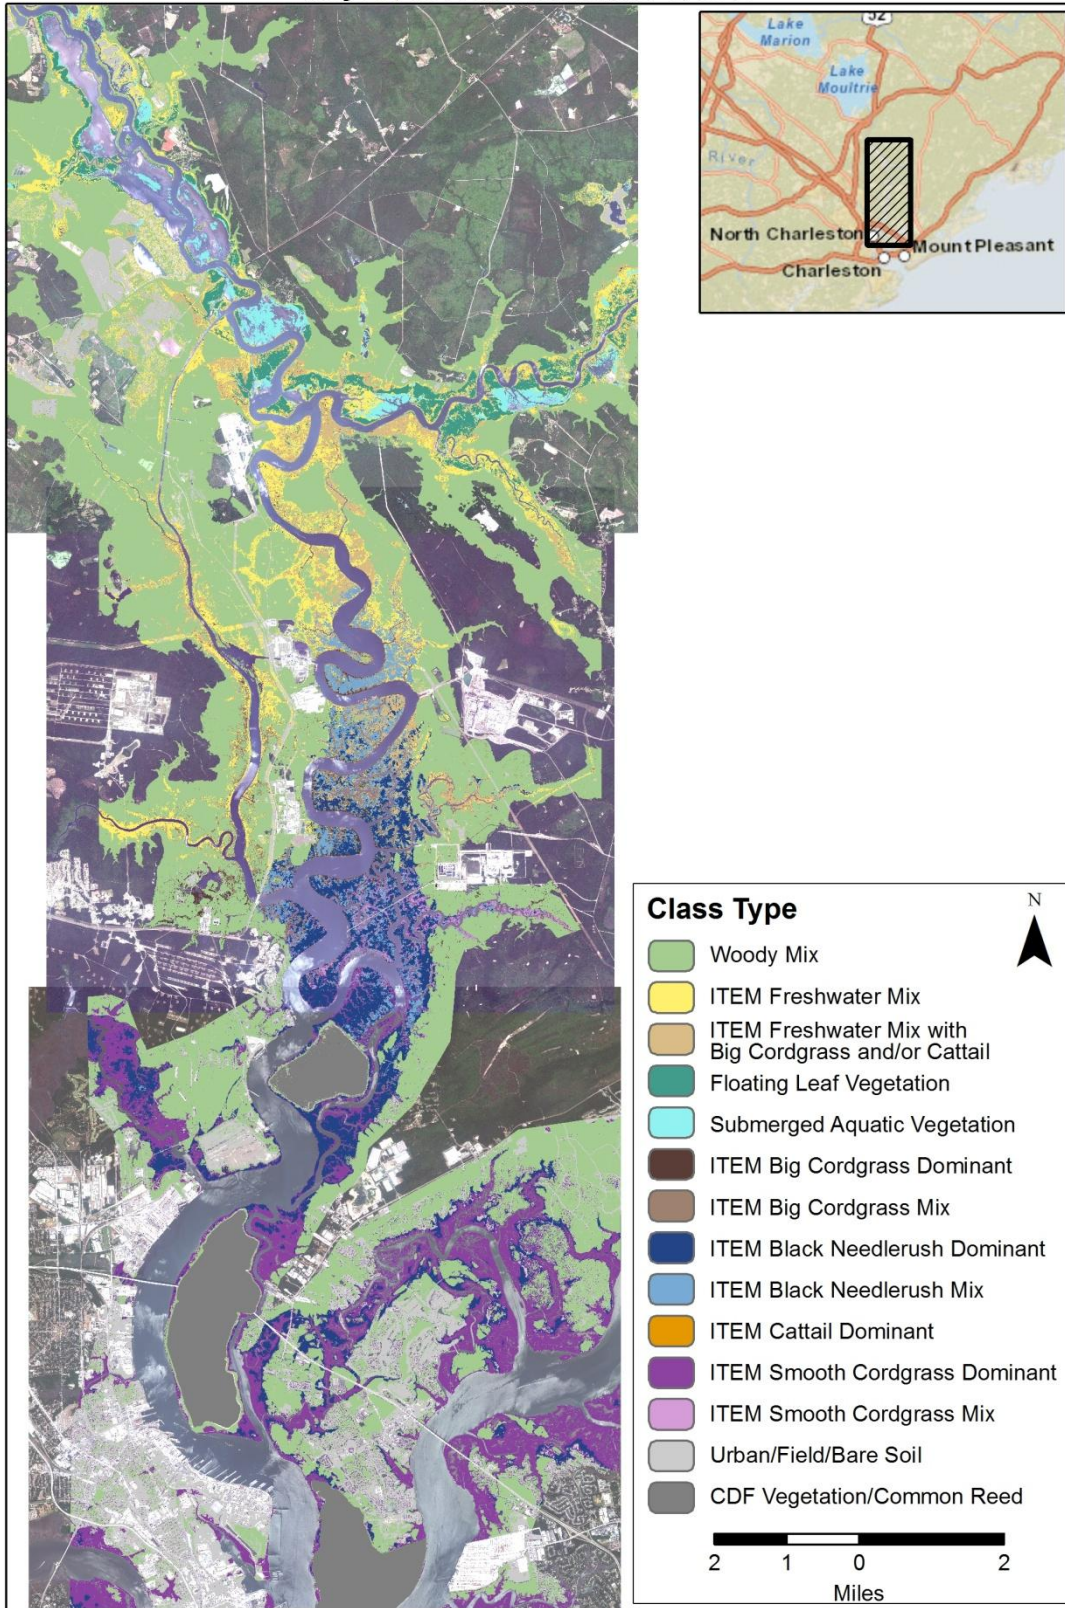 52
Lake
Marion
Lake
Moultrie
River
North Charleston
Mount Pleasant
Charleston
Class Type
N
Woody Mix
ITEM Freshwater Mix
ITEM Freshwater Mix with
Big Cordgrass and/or Cattail
Floating Leaf Vegetation
Submerged Aquatic Vegetation
ITEM Big Cordgrass Dominant
ITEM Big Cordgrass Mix
ITEM Black Needlerush Dominant
ITEM Black Needlerush Mix
ITEM Cattail Dominant
ITEM Smooth Cordgrass Dominant
ITEM Smooth Cordgrass Mix
Urban/Field/Bare Soil
CDF Vegetation/Common Reed
2 1 0 2
Miles